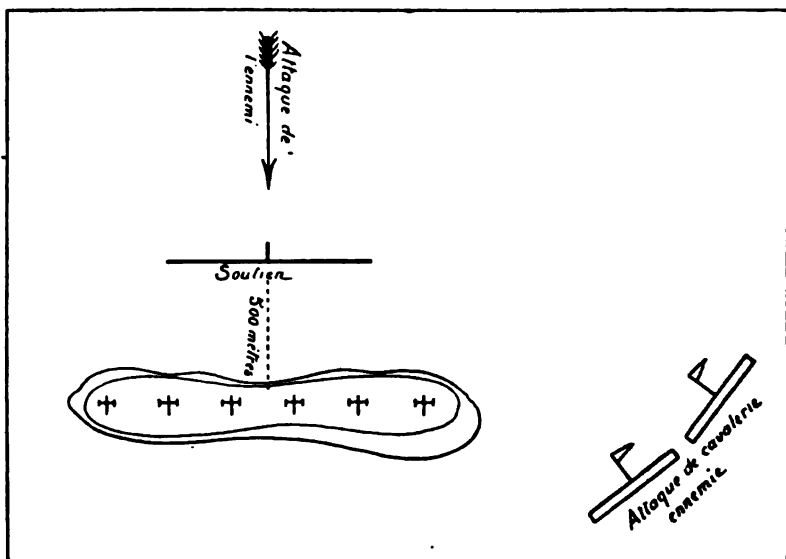 Attaque de
l'ennemi
Soutien
500 mètres
Attaque de cavalerie
ennemie